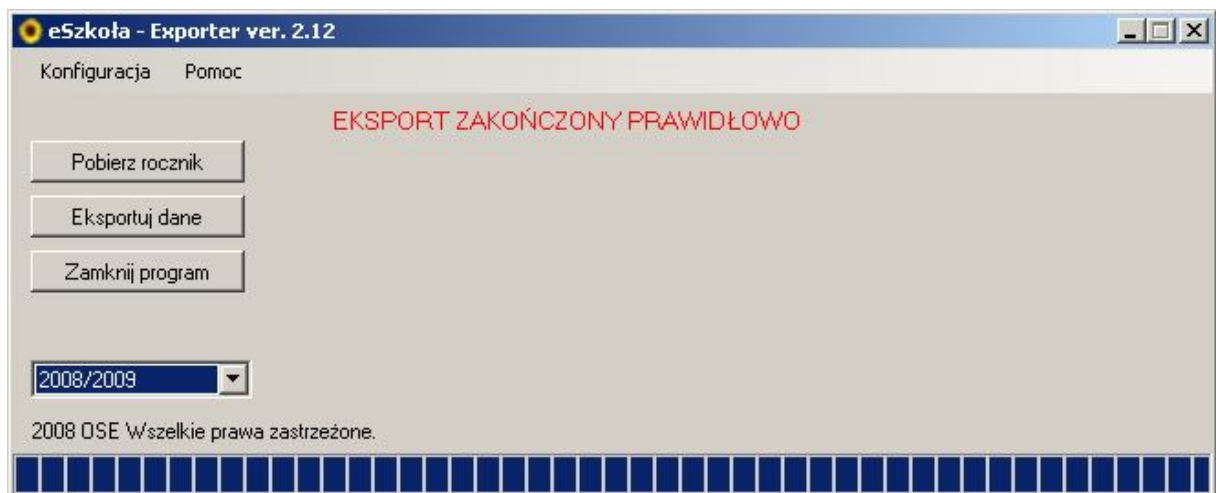 eSzkoła - Exporter ver. 2.12
Konfiguracja Pomoc
EKSPORT ZAKOŃCZONY PRAWIDŁOWO
Pobierz rocznik
Eksportuj dane
Zamknij program
2008/2009
2008 OSE Wszelkie prawa zastrzeżone.